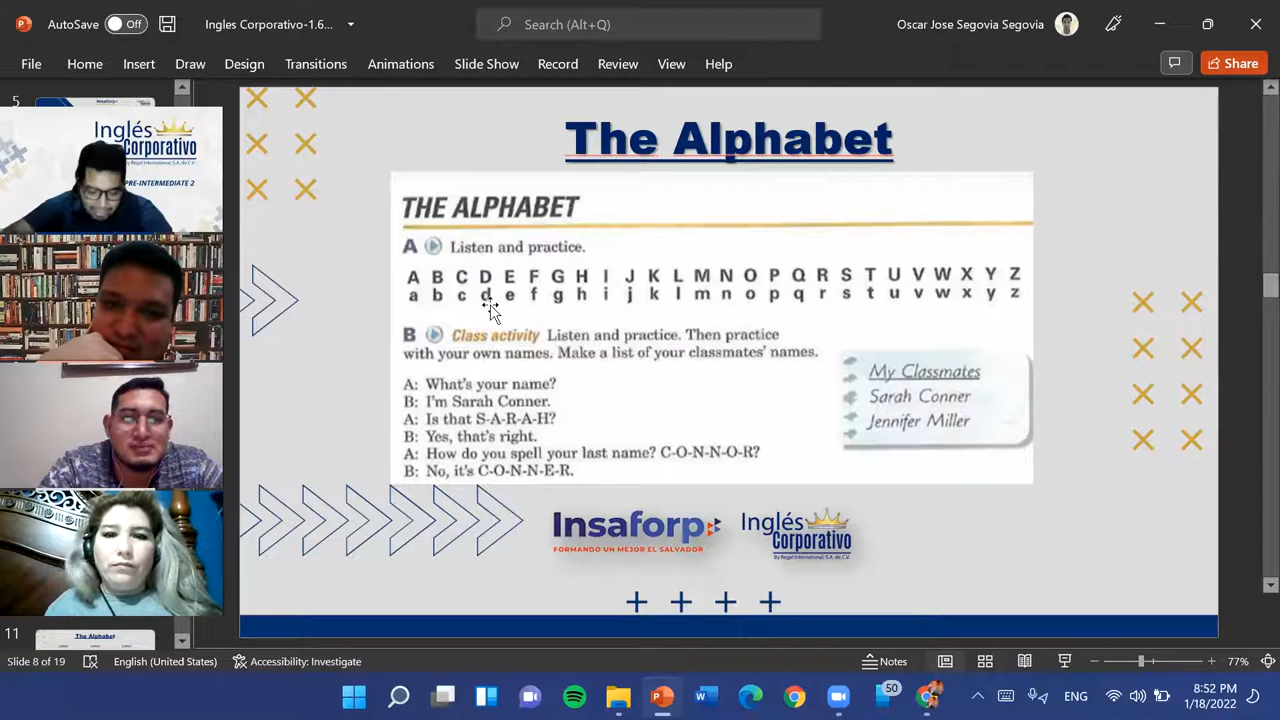 AutoSave Off Ingles Corporativo-1.6... Search (Alt+Q) Oscar Jose Segovia Segovia
File Home Insert Draw Design Transitions Animations Slide Show Record Review View Help Share
5
Inglés
Corporativo
By Regal International, S.A. de C.V.
PRE-INTERMEDIATE 2
11
The Alphabet
The Alphabet
THE ALPHABET
A Listen and practice.
A B C D E F G H I J K L M N O P Q R S T U V W X Y Z
a b c d e f g h i j k l m n o p q r s t u v w x y z
B Class activity Listen and practice. Then practice
with your own names. Make a list of your classmates' names.
A: What's your name?
B: I'm Sarah Conner.
A: Is that S-A-R-A-H?
B: Yes, that's right.
A: How do you spell your last name? C-O-N-N-O-R?
B: No, it's C-O-N-N-E-R.
My Classmates
Sarah Conner
Jennifer Miller
Insaforp
FORMANDO UN MEJOR EL SALVADOR
Inglés
Corporativo
By Regal International, S.A. de C.V.
Slide 8 of 19 English (United States) Accessibility: Investigate Notes 77%
50 ENG 8:52 PM
1/18/2022